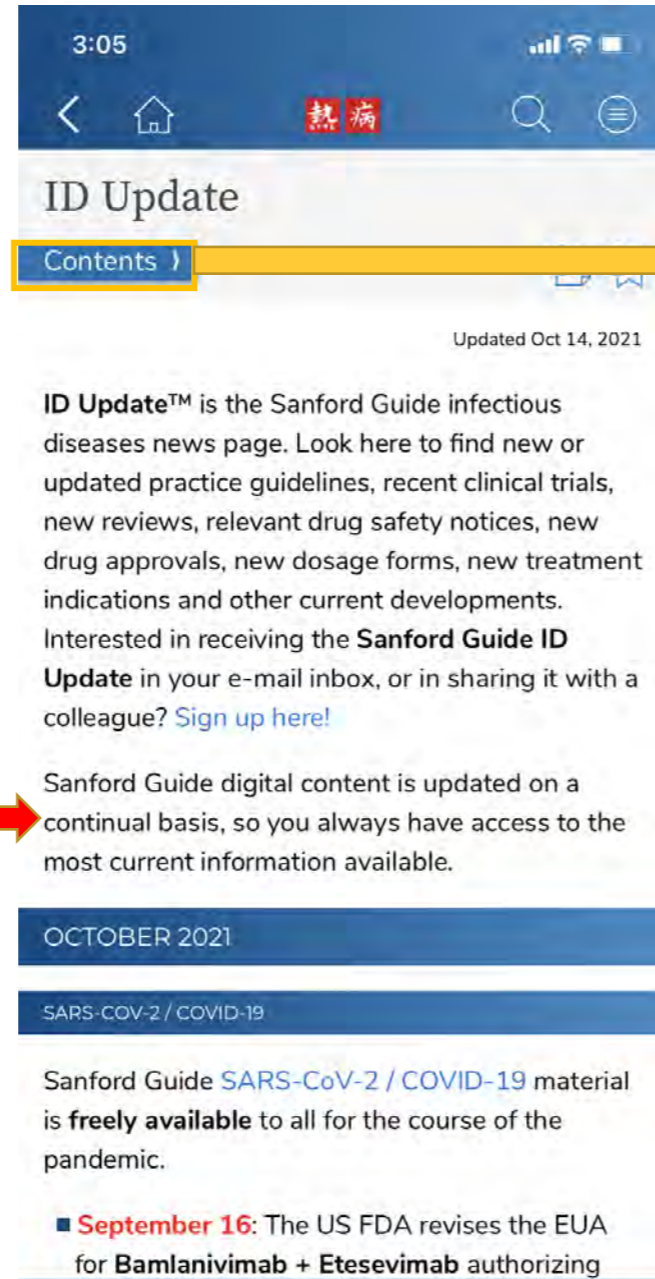 3:05
熱病
ID Update
Contents ⟩
Updated Oct 14, 2021
ID Update™ is the Sanford Guide infectious
diseases news page. Look here to find new or
updated practice guidelines, recent clinical trials,
new reviews, relevant drug safety notices, new
drug approvals, new dosage forms, new treatment
indications and other current developments.
Interested in receiving the Sanford Guide ID
Update in your e-mail inbox, or in sharing it with a
colleague? Sign up here!
Sanford Guide digital content is updated on a
continual basis, so you always have access to the
most current information available.
OCTOBER 2021
SARS-COV-2 / COVID-19
Sanford Guide SARS-CoV-2 / COVID-19 material
is freely available to all for the course of the
pandemic.
■ September 16: The US FDA revises the EUA
for Bamlanivimab + Etesevimab authorizing